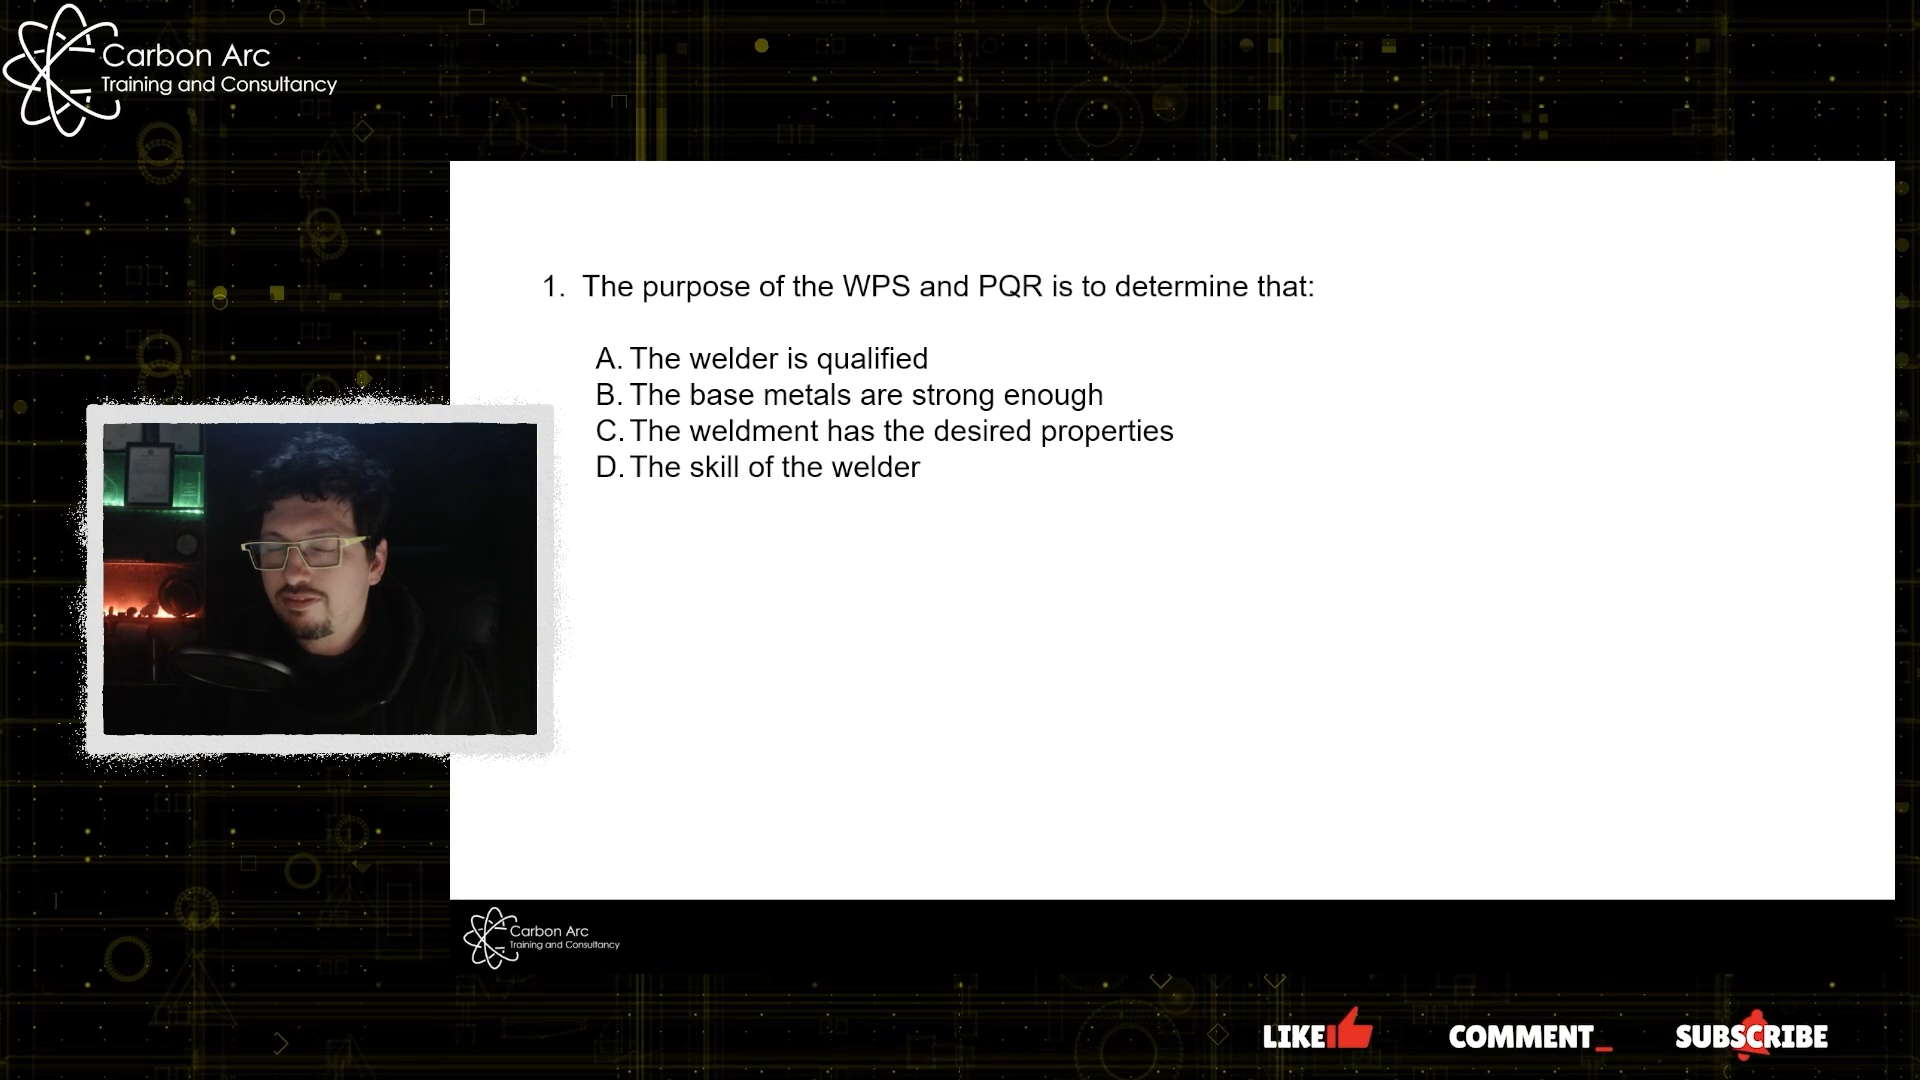 Carbon Arc
Training and Consultancy
1. The purpose of the WPS and PQR is to determine that:
A. The welder is qualified
B. The base metals are strong enough
C. The weldment has the desired properties
D. The skill of the welder
Carbon Arc
Training and Consultancy
LIKE
COMMENT_
SUBSCRIBE